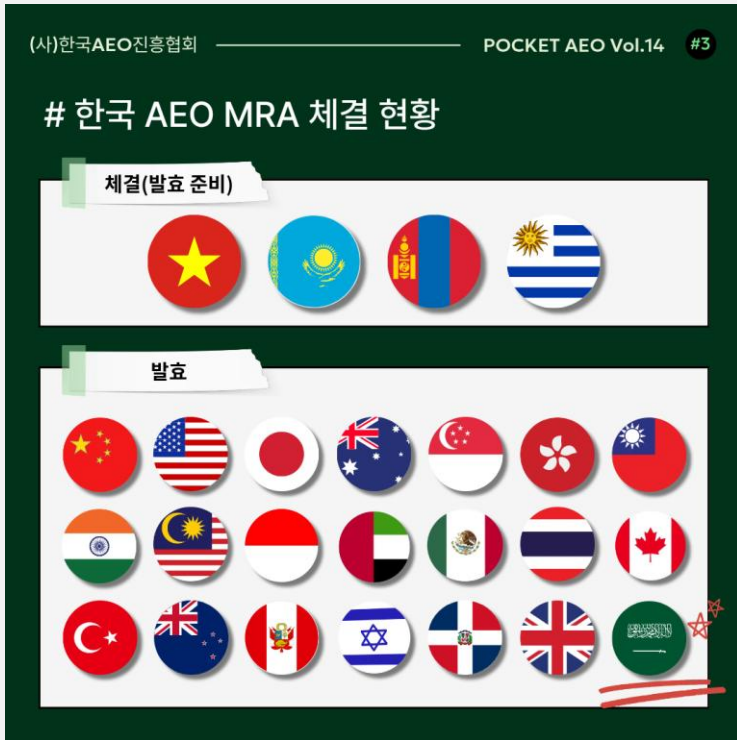 (사)한국AEO진흥협회
POCKET AEO Vol.14 #3
# 한국 AEO MRA 체결 현황
체결(발효 준비)
발효